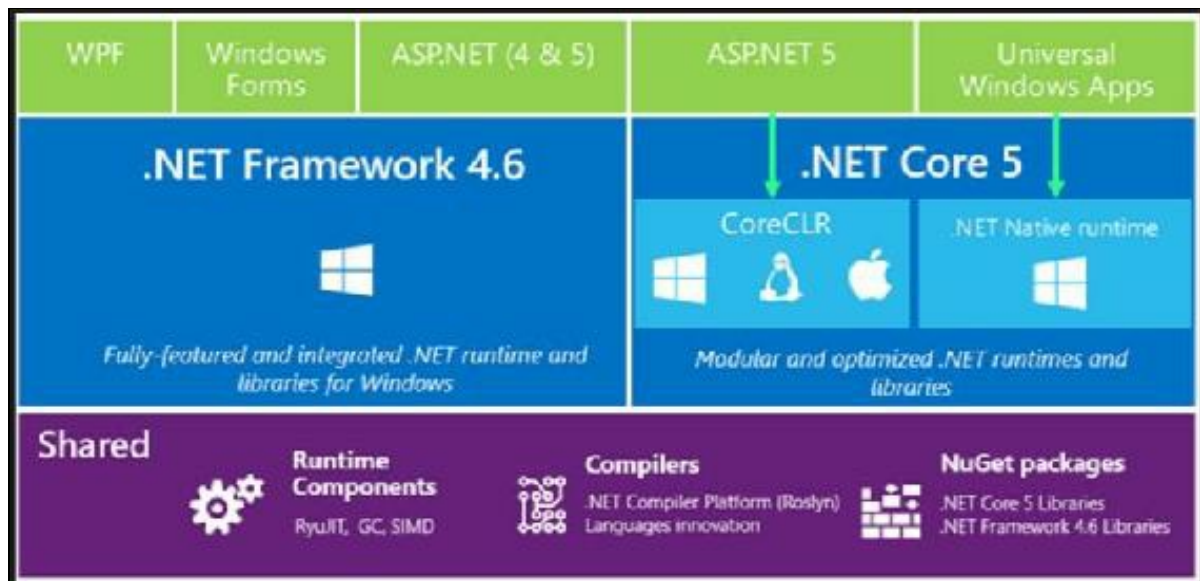 WPF
Windows
Forms
ASP.NET (4 & 5)
ASP.NET 5
Universal
Windows Apps
.NET Framework 4.6
Fully-featured and integrated .NET runtime and
libraries for Windows
.NET Core 5
CoreCLR
.NET Native runtime
Modular and optimized .NET runtimes and
libraries
Shared
Runtime
Components
RyuJIT, GC, SIMD
Compilers
.NET Compiler Platform (Roslyn)
Languages innovation
NuGet packages
.NET Core 5 Libraries
.NET Framework 4.6 Libraries